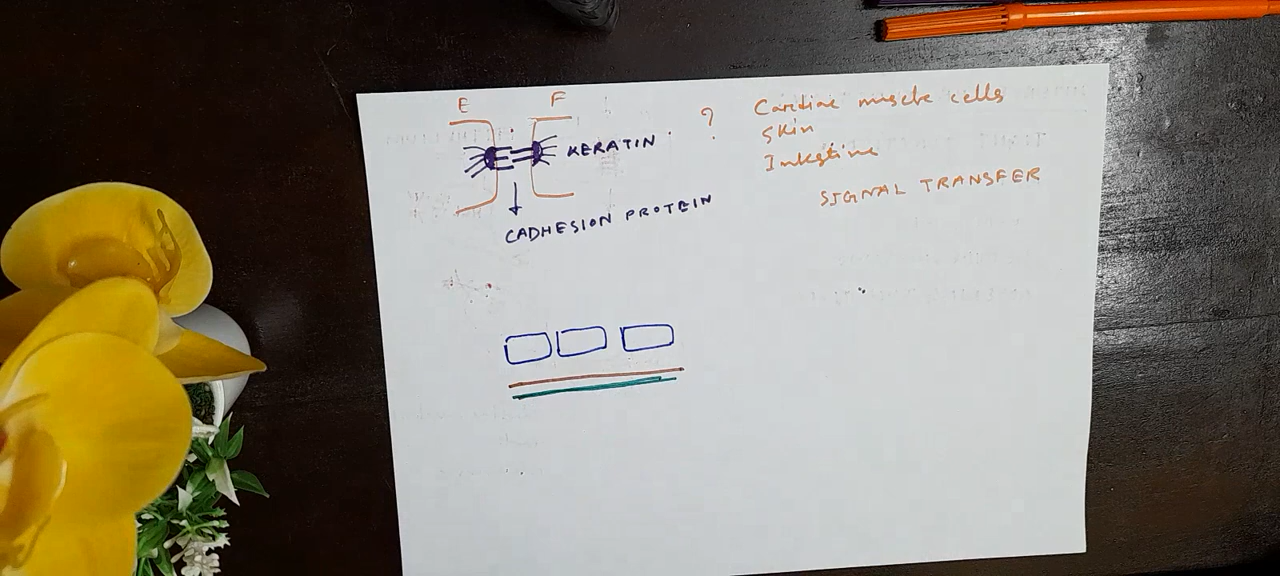 E F
KERATIN
CADHESION PROTEIN
?
Cardiac muscle cells
Skin
Intestine
SIGNAL TRANSFER